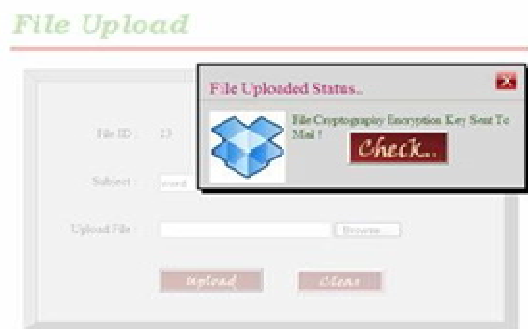 File Upload
File Uploaded Status..
File Cryptography Encryption Key Sent To
Mail !
Check..
File ID : 13
Subject :
Upload File : Browse...
Upload Clear